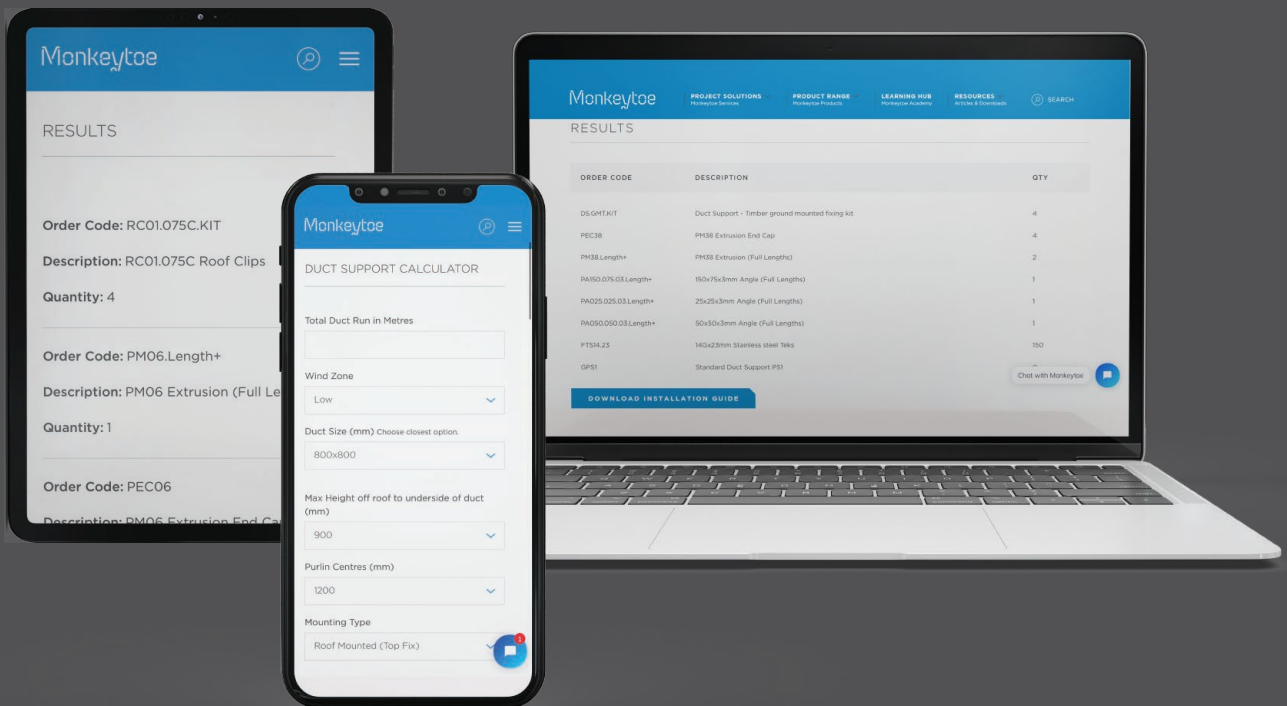 Monkeytoe
RESULTS
Order Code: RC01.075C.KIT
Description: RC01.075C Roof Clips
Quantity: 4
Order Code: PM06.Length+
Description: PM06 Extrusion (Full Le
Quantity: 1
Order Code: PEC06
Description: PM06 Extrusion End Ca
Monkeytoe
DUCT SUPPORT CALCULATOR
Total Duct Run in Metres
Wind Zone
Low
Duct Size (mm) Choose closest option.
800x800
Max Height off roof to underside of duct
(mm)
900
Purlin Centres (mm)
1200
Mounting Type
Roof Mounted (Top Fix)
1
Monkeytoe
PROJECT SOLUTIONS PRODUCT RANGE LEARNING HUB RESOURCES SEARCH
Monkeytoe Services Monkeytoe Products Monkeytoe Academy Articles & Downloads
RESULTS
ORDER CODE DESCRIPTION QTY
DS.GMT.KIT Duct Support - Timber ground mounted fixing kit 4
PEC38 PM38 Extrusion End Cap 4
PM38.Length+ PM38 Extrusion (Full Lengths) 2
PA150.075.03.Length+ 150x75x3mm Angle (Full Lengths) 1
PA025.025.03.Length+ 25x25x3mm Angle (Full Lengths) 1
PA050.050.03.Length+ 50x50x3mm Angle (Full Lengths) 1
FTS14.23 14Gx23mm Stainless steel Teks 150
GPS1 Standard Duct Support PS1
Chat with Monkeytoe
DOWNLOAD INSTALLATION GUIDE